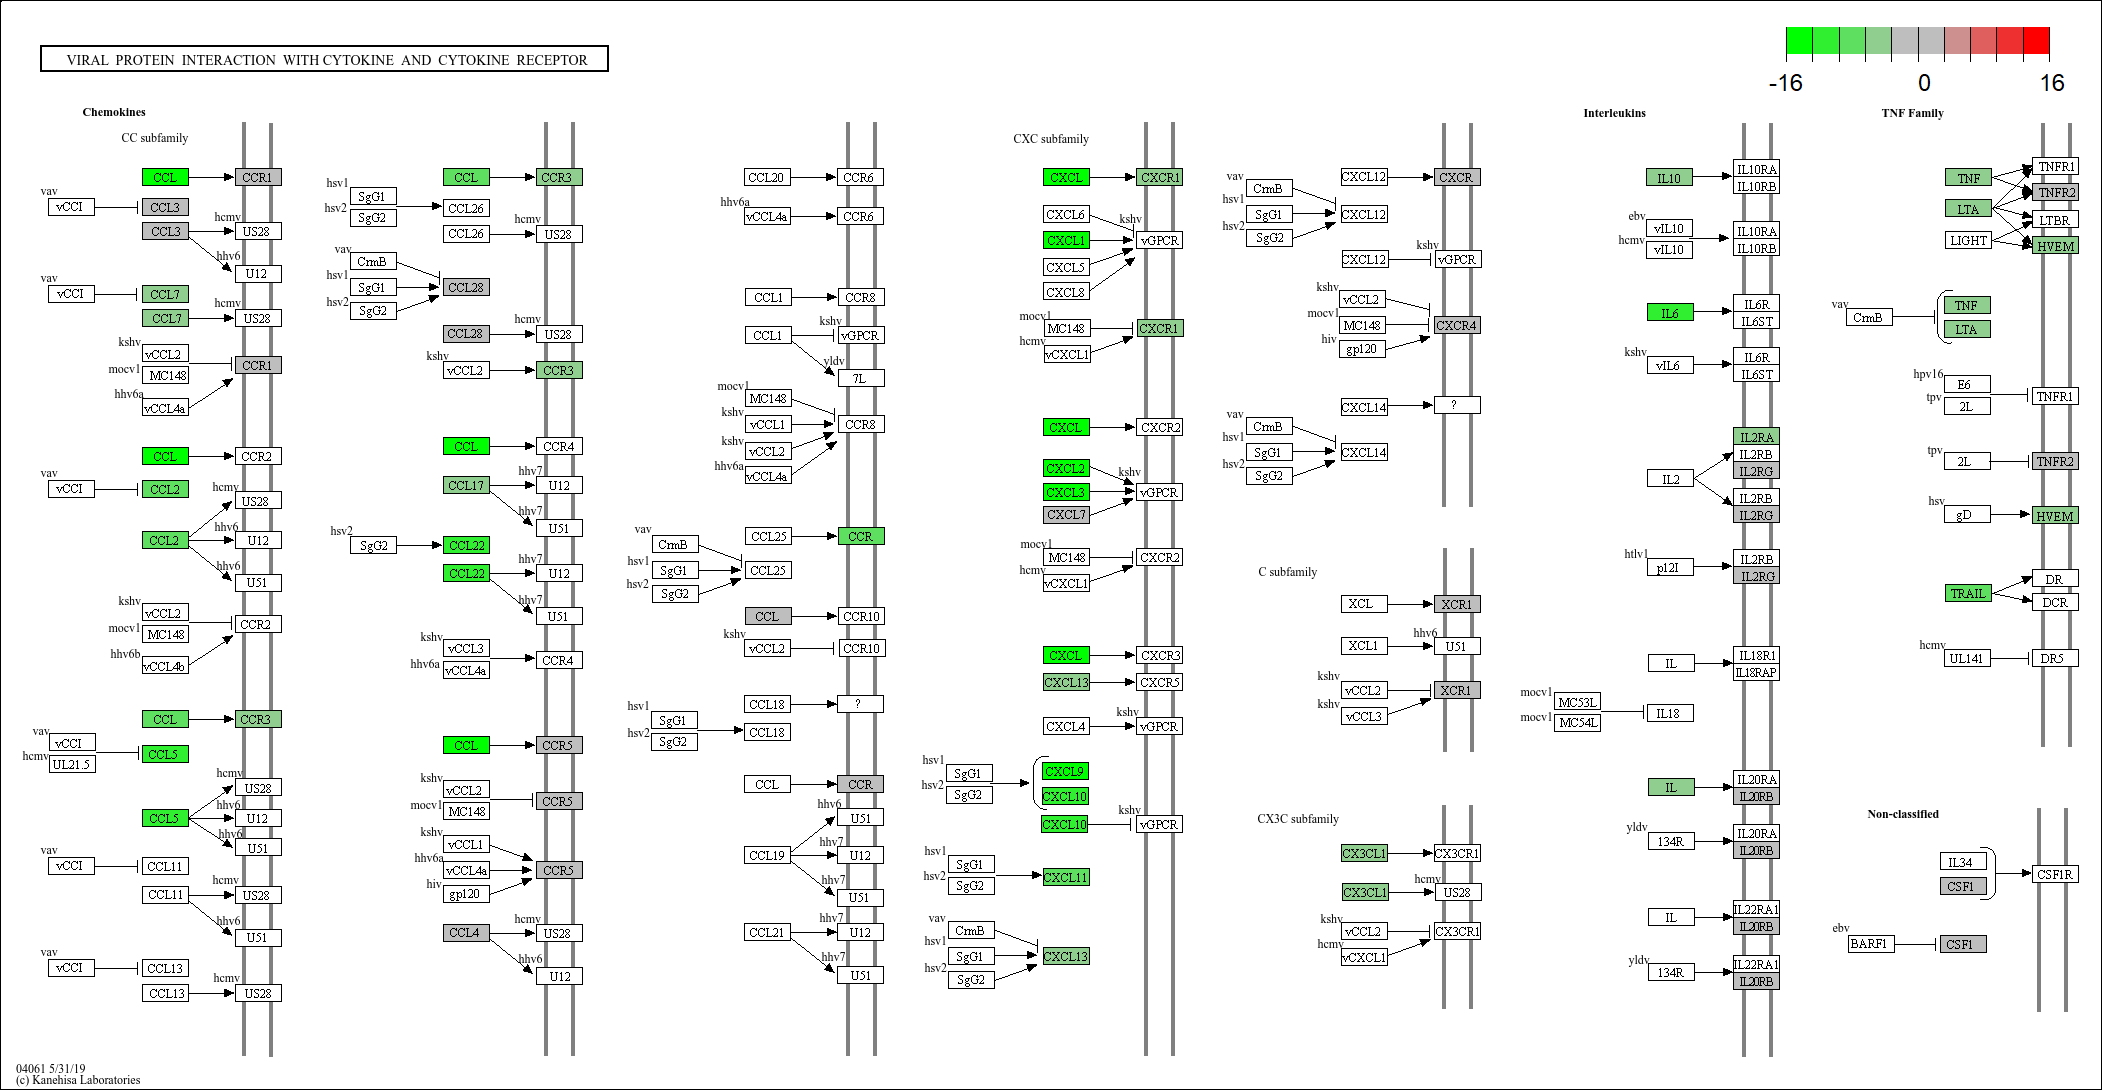 VIRAL PROTEIN INTERACTION WITH CYTOKINE AND CYTOKINE RECEPTOR
-16 0 16
Chemokines
CC subfamily
CCL CCR1
vav
vCCI CCL3
hcmv
CCL3 US28
hhv6
U12
vav
vCCI CCL7
hcmv
CCL7 US28
kshv
vCCL2
CCR1
mocv1
MC148
hhv6a
vCCL4a
CCL CCR2
vav
vCCI CCL2
hcmv
US28
hhv6
CCL2 U12
hhv6
U51
kshv
vCCL2
CCR2
mocv1
MC148
hhv6b
vCCL4b
CCL CCR3
vav
vCCI
CCL5
hcmv
UL21.5
hcmv
US28
hhv6
CCL5 U12
hhv6
U51
vav
vCCI CCL11
hcmv
CCL11 US28
hhv6
U51
vav
vCCI CCL13
hcmv
CCL13 US28
CCL CCR3
hsv1
SgG1
CCL26
hsv2
SgG2
hcmv
CCL26 US28
vav
CrmB
hsv1
SgG1 CCL28
hsv2
SgG2
hcmv
CCL28 US28
kshv
vCCL2 CCR3
CCL CCR4
hhv7
CCL17 U12
hhv7
U51
hsv2
SgG2 CCL22
hhv7
CCL22 U12
hhv7
U51
kshv
vCCL3
CCR4
hhv6a
vCCL4a
CCL CCR5
kshv
vCCL2
CCR5
mocv1
MC148
kshv
vCCL1
hhv6a
vCCL4a CCR5
hiv
gp120
hcmv
CCL4 US28
hhv6
U12
CCL20 CCR6
hhv6a
vCCL4a CCR6
CCL1 CCR8
kshv
CCL1 vGPCR
yldv
7L
mocv1
MC148
kshv
vCCL1 CCR8
kshv
vCCL2
hhv6a
vCCL4a
CCL25 CCR
vav
CrmB
hsv1
SgG1 CCL25
hsv2
SgG2
CCL CCR10
kshv
vCCL2 CCR10
CCL18 ?
hsv1
SgG1
CCL18
hsv2
SgG2
CCL CCR
hhv6
U51
hhv7
CCL19 U12
hhv7
U51
hhv7
CCL21 U12
hhv7
U51
CXC subfamily
CXCL CXCR1
CXCL6
kshv
CXCL1 vGPCR
CXCL5
CXCL8
mocv1
MC148 CXCR1
hcmv
vCXCL1
CXCL CXCR2
CXCL2
kshv
CXCL3 vGPCR
CXCL7
mocv1
MC148 CXCR2
hcmv
vCXCL1
CXCL CXCR3
CXCL13 CXCR5
kshv
CXCL4 vGPCR
hsv1
SgG1 CXCL9
hsv2
SgG2 CXCL10
kshv
CXCL10 vGPCR
hsv1
SgG1
CXCL11
hsv2
SgG2
vav
CrmB
hsv1
SgG1 CXCL13
hsv2
SgG2
CXCL12 CXCR
vav
CrmB
hsv1
SgG1 CXCL12
hsv2
SgG2
kshv
CXCL12 vGPCR
kshv
vCCL2
mocv1
MC148 CXCR4
hiv
gp120
CXCL14 ?
vav
CrmB
hsv1
SgG1 CXCL14
hsv2
SgG2
C subfamily
XCL XCR1
hhv6
XCL1 U51
kshv
vCCL2 XCR1
kshv
vCCL3
CX3C subfamily
CX3CL1 CX3CR1
hcmv
CX3CL1 US28
kshv
vCCL2 CX3CR1
hcmv
vCXCL1
Interleukins
IL10 IL10RA
IL10RB
ebv
vIL10 IL10RA
hcmv
vIL10 IL10RB
IL6 IL6R
IL6ST
kshv
vIL6 IL6R
IL6ST
IL2RA
IL2RB
IL2RG
IL2
IL2RB
IL2RG
htlv1
p12I IL2RB
IL2RG
IL IL18R1
IL18RAP
mocv1
MC53L
IL18
mocv1
MC54L
IL IL20RA
IL20RB
yldv
134R IL20RA
IL20RB
IL IL22RA1
IL20RB
yldv
134R IL22RA1
IL20RB
TNF Family
TNFR1
TNF
TNFR2
LTA
LTBR
LIGHT
HVEM
vav
CrmB TNF
LTA
hpv16
E6
TNFR1
tpv
2L
tpv
2L TNFR2
hsv
gD HVEM
DR
TRAIL
DCR
hcmv
UL141 DR5
Non-classified
IL34
CSF1R
CSF1
ebv
BARF1 CSF1
04061 5/31/19
(c) Kanehisa Laboratories